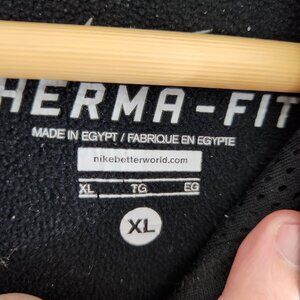 HERMA-FIT
MADE IN EGYPT / FABRIQUE EN EGYPTE
nikebetterworld.com
XL TG EG
XL